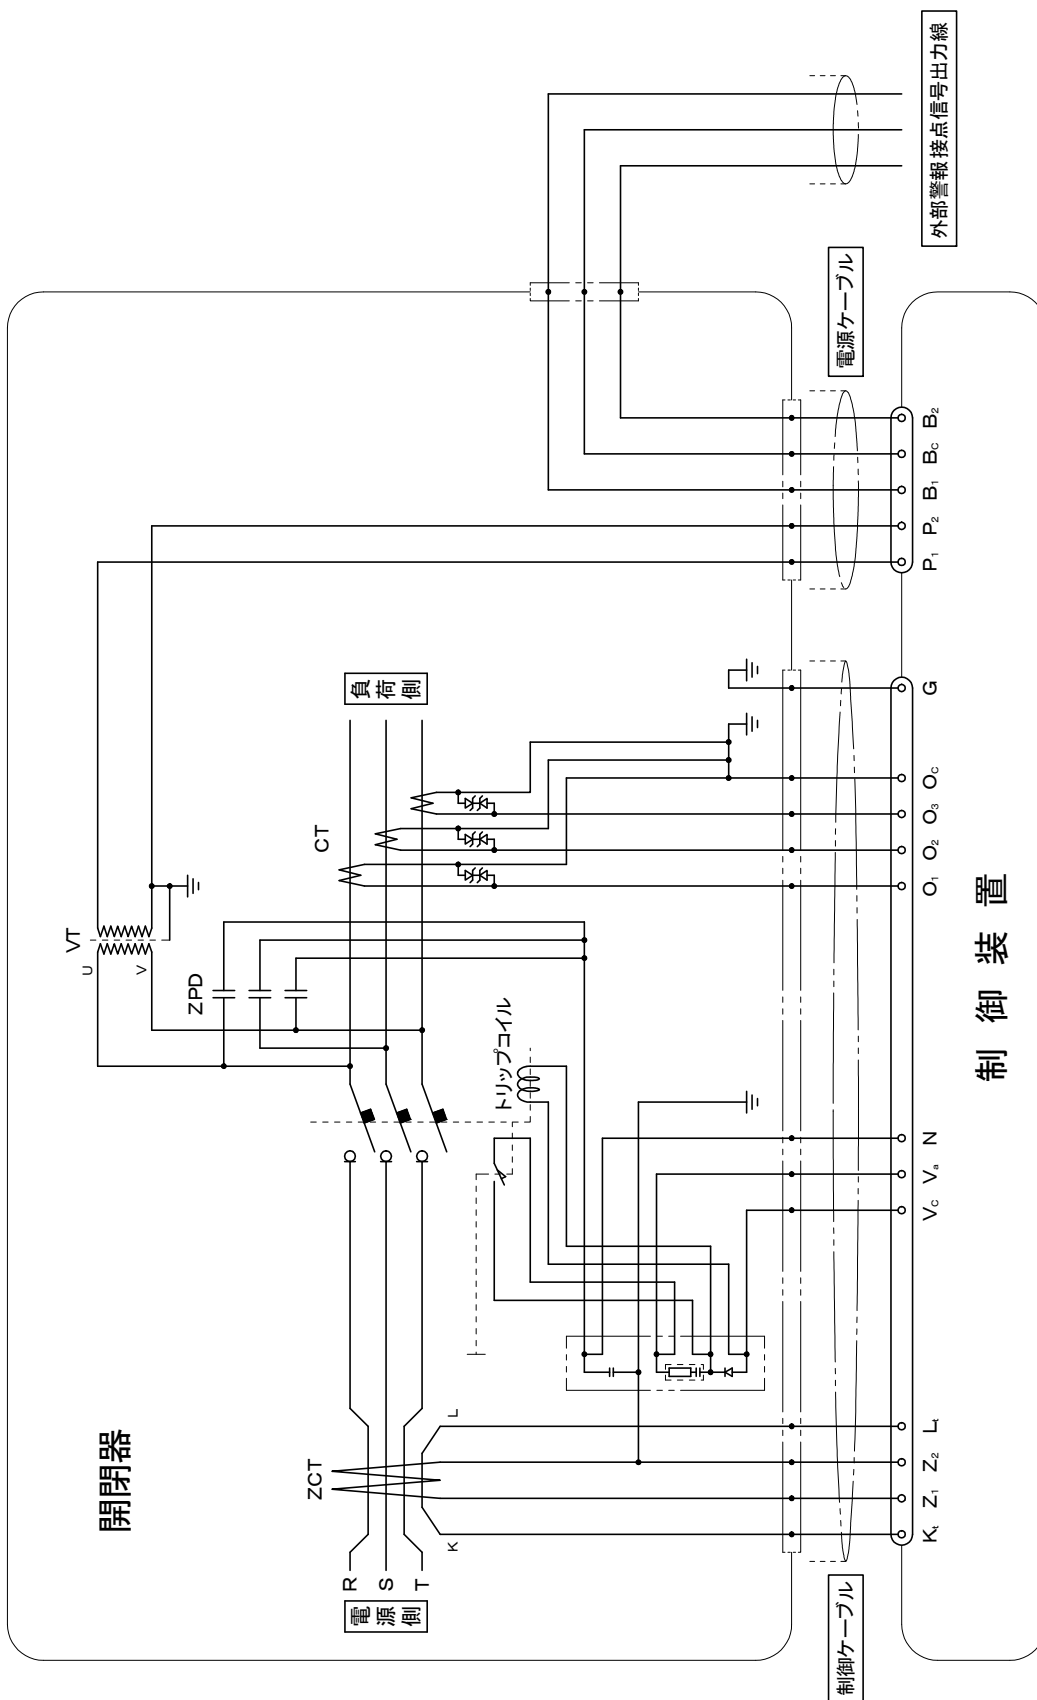 開閉器
電源側
R
S
T
ZCT
K
L
トリップコイル
ZPD
VT
U
V
CT
負荷側
制御ケーブル
Kt
Z1
Z2
Lt
Vc
Va
N
O1
O2
O3
Oc
G
電源ケーブル
P1
P2
B1
Bc
B2
外部警報接点信号出力線
制御装置